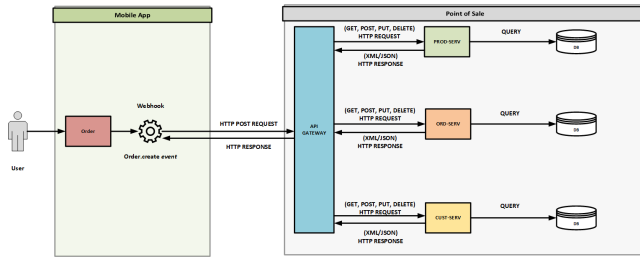 Mobile App
Point of Sale
(GET, POST, PUT, DELETE)
HTTP REQUEST
PROD-SERV
QUERY
DB
(XML/JSON)
HTTP RESPONSE
Webhook
HTTP POST REQUEST
Order
API
GATEWAY
(GET, POST, PUT, DELETE)
HTTP REQUEST
ORD-SERV
QUERY
DB
(XML/JSON)
HTTP RESPONSE
HTTP RESPONSE
Order.create event
User
(GET, POST, PUT, DELETE)
HTTP REQUEST
CUST-SERV
QUERY
DB
(XML/JSON)
HTTP RESPONSE